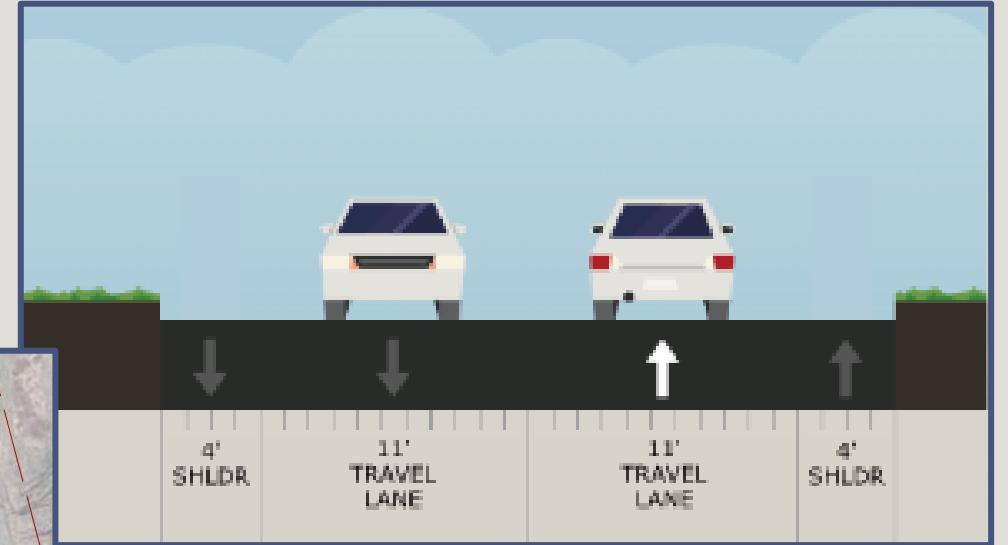 4'
SHLDR
11'
TRAVEL
LANE
11'
TRAVEL
LANE
4'
SHLDR